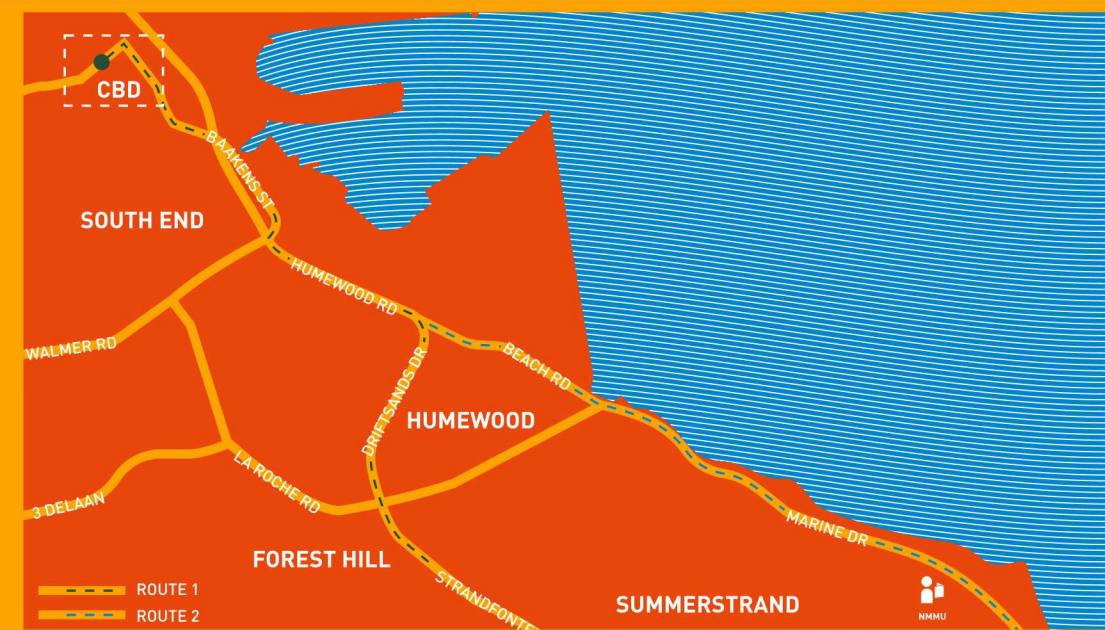 CBD
BAAKENS ST
SOUTH END
HUMEWOOD RD
WALMER RD
BEACH RD
DRIFTSANDS DR
HUMEWOOD
LA ROCHE RD
3 DELAAN
MARINE DR
FOREST HILL
STRANDFONTE
SUMMERSTRAND
NMMU
ROUTE 1
ROUTE 2